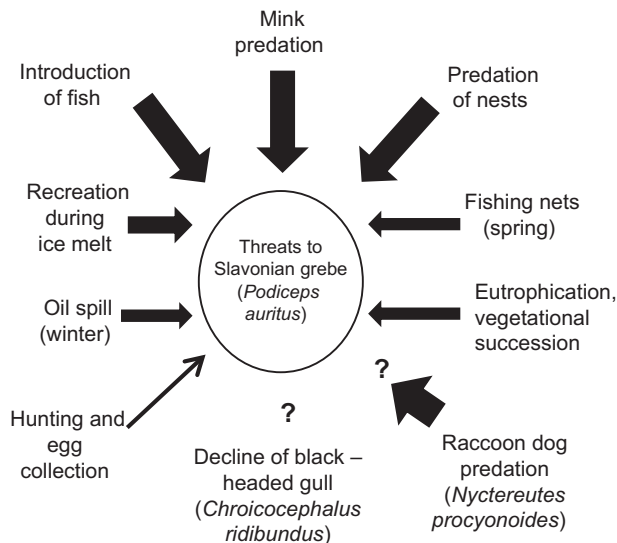 Mink
predation
Introduction
of fish
Predation
of nests
Recreation
during
ice melt
Fishing nets
(spring)
Threats to
Slavonian grebe
(Podiceps
auritus)
Oil spill
(winter)
Eutrophication,
vegetational
succession
?
?
Hunting and
egg
collection
Decline of black –
headed gull
(Chroicocephalus
ridibundus)
Raccoon dog
predation
(Nyctereutes
procyonoides)